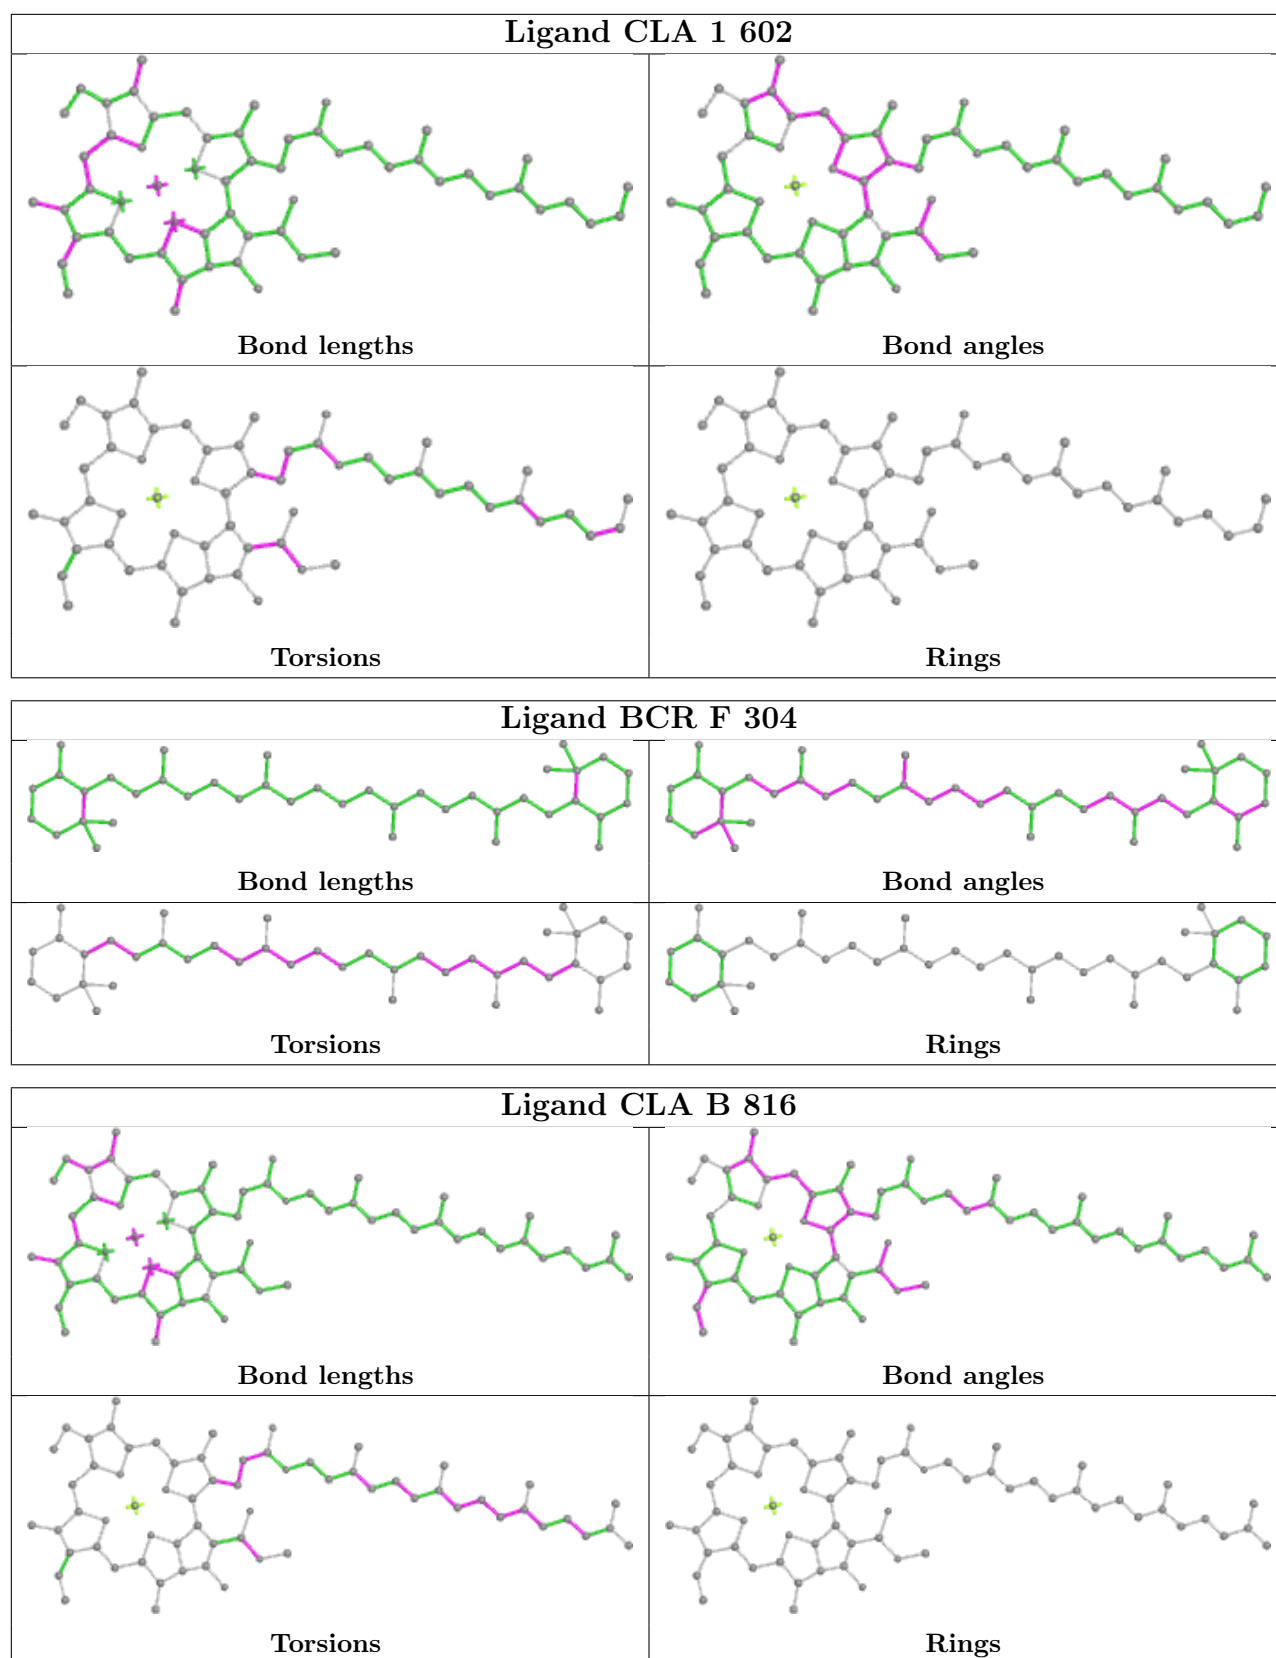 Ligand CLA 1 602
Bond lengths
Bond angles
Torsions
Rings
Ligand BCR F 304
Bond lengths
Bond angles
Torsions
Rings
Ligand CLA B 816
Bond lengths
Bond angles
Torsions
Rings